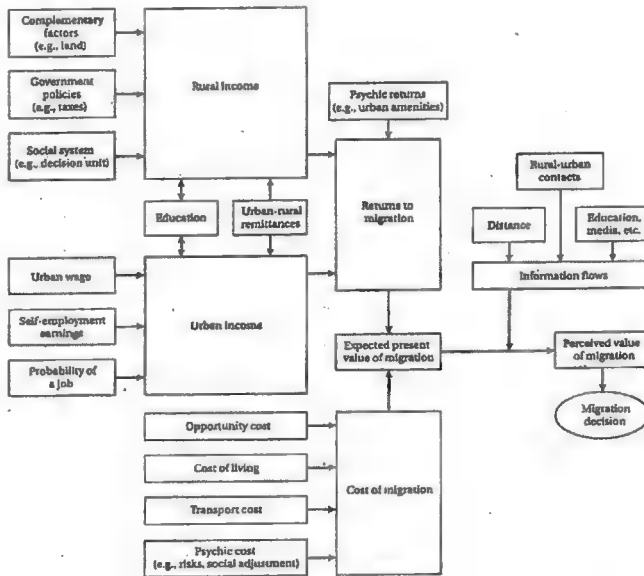 Complementary
factors
(e.g., land)
Government
policies
(e.g., taxes)
Social system
(e.g., decision unit)
Rural income
Psychic returns
(e.g., urban amenities)
Education
Urban-rural
remittances
Returns to
migration
Rural-urban
contacts
Distance
Education,
media, etc.
Information flows
Urban wage
Self-employment
earnings
Probability of
a job
Urban income
Expected present
value of migration
Perceived value
of migration
Migration
decision
Opportunity cost
Cost of living
Transport cost
Psychic cost
(e.g., risks, social adjustment)
Cost of migration